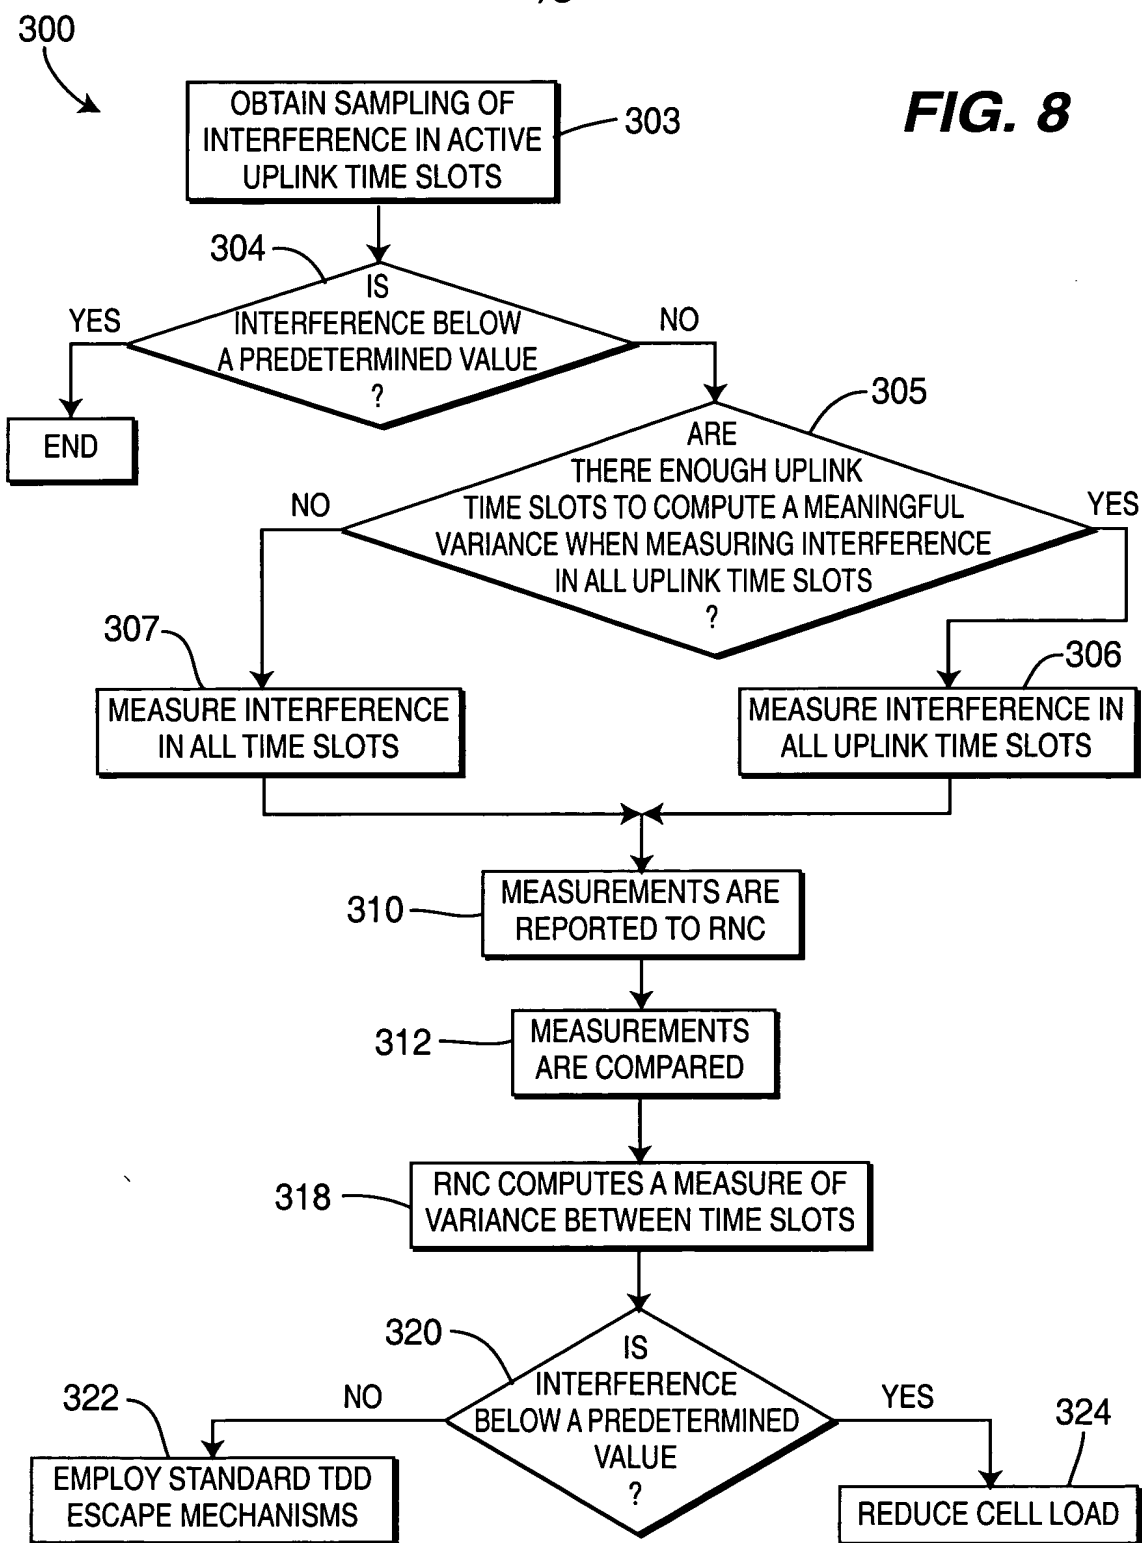 300
FIG. 8
OBTAIN SAMPLING OF
INTERFERENCE IN ACTIVE
UPLINK TIME SLOTS
303
304
IS
INTERFERENCE BELOW
A PREDETERMINED VALUE
?
YES
NO
END
305
ARE
THERE ENOUGH UPLINK
TIME SLOTS TO COMPUTE A MEANINGFUL
VARIANCE WHEN MEASURING INTERFERENCE
IN ALL UPLINK TIME SLOTS
?
NO
YES
307
MEASURE INTERFERENCE
IN ALL TIME SLOTS
306
MEASURE INTERFERENCE IN
ALL UPLINK TIME SLOTS
310
MEASUREMENTS ARE
REPORTED TO RNC
312
MEASUREMENTS
ARE COMPARED
318
RNC COMPUTES A MEASURE OF
VARIANCE BETWEEN TIME SLOTS
320
IS
INTERFERENCE
BELOW A PREDETERMINED
VALUE
?
NO
YES
322
EMPLOY STANDARD TDD
ESCAPE MECHANISMS
324
REDUCE CELL LOAD